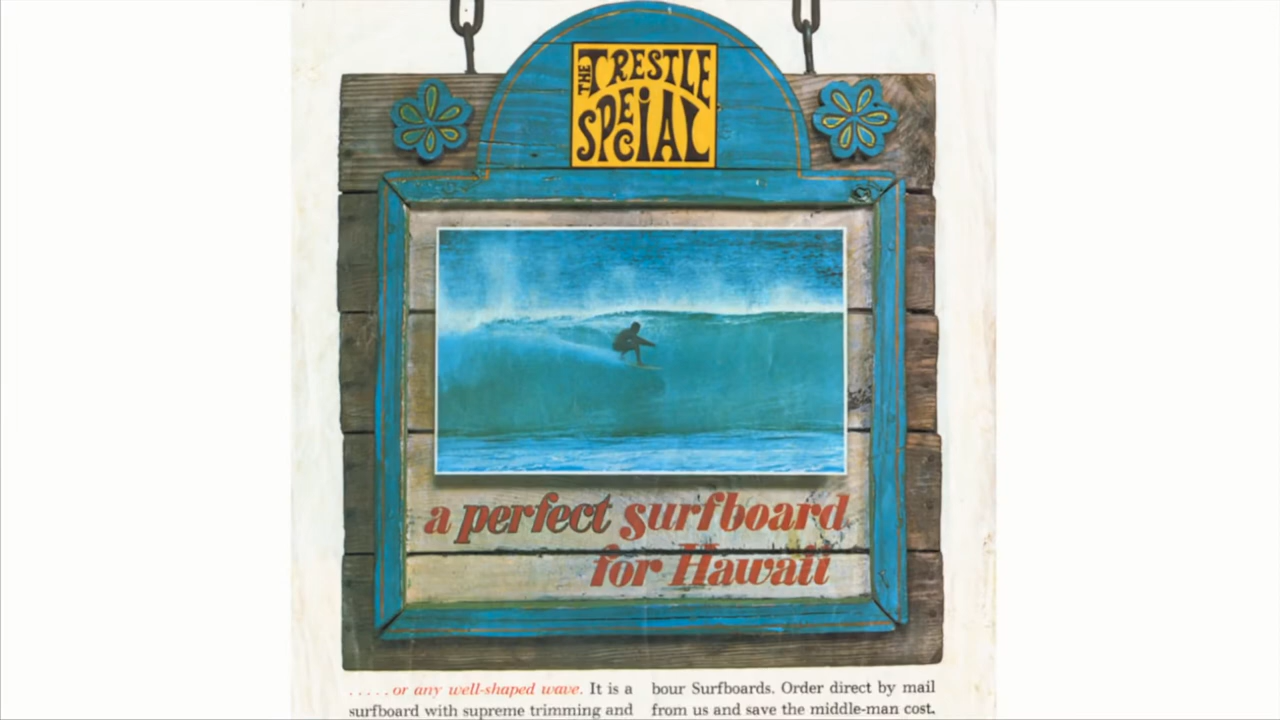 THE TRESTLE
SPECIAL
a perfect surfboard
for Hawaii
. . . . . or any well-shaped wave. It is a
surfboard with supreme trimming and
bour Surfboards. Order direct by mail
from us and save the middle-man cost.